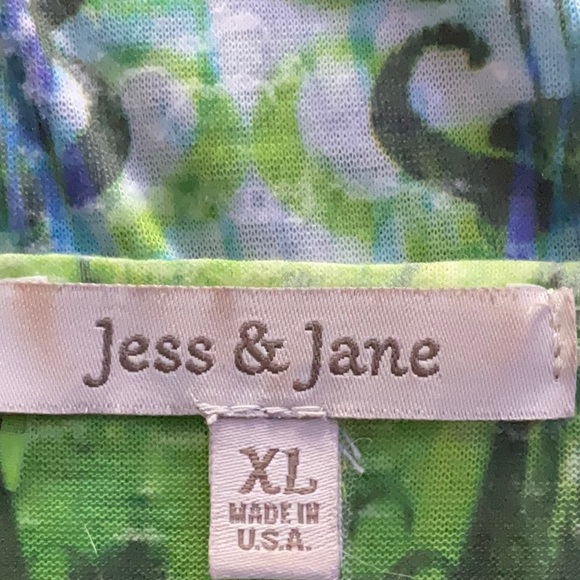 Jess & Jane
XL
MADE IN
U.S.A.